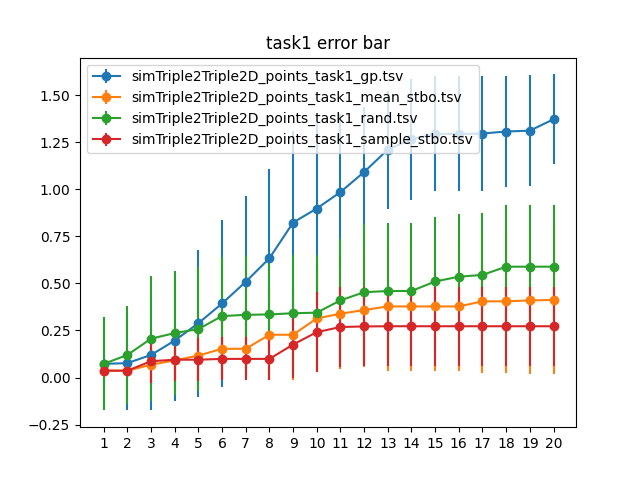 task1 error bar
simTriple2Triple2D_points_task1_gp.tsv
simTriple2Triple2D_points_task1_mean_stbo.tsv
simTriple2Triple2D_points_task1_rand.tsv
simTriple2Triple2D_points_task1_sample_stbo.tsv
1.50
1.25
1.00
0.75
0.50
0.25
0.00
−0.25
1 2 3 4 5 6 7 8 9 10 11 12 13 14 15 16 17 18 19 20